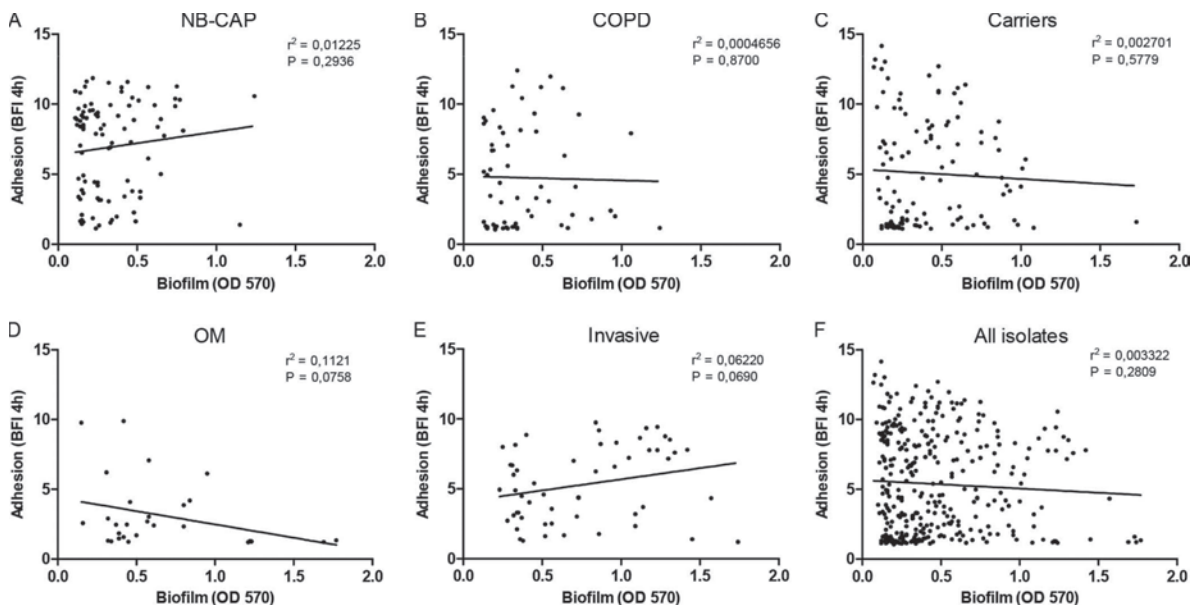 A
NB-CAP
r² = 0,01225
P = 0,2936
Adhesion (BFI 4h)
15
10
5
0
0.0 0.5 1.0 1.5 2.0
Biofilm (OD 570)
B
COPD
r² = 0,0004656
P = 0,8700
Adhesion (BFI 4h)
15
10
5
0
0.0 0.5 1.0 1.5 2.0
Biofilm (OD 570)
C
Carriers
r² = 0,002701
P = 0,5779
Adhesion (BFI 4h)
15
10
5
0
0.0 0.5 1.0 1.5 2.0
Biofilm (OD 570)
D
OM
r² = 0,1121
P = 0,0758
Adhesion (BFI 4h)
15
10
5
0
0.0 0.5 1.0 1.5 2.0
Biofilm (OD 570)
E
Invasive
r² = 0,06220
P = 0,0690
Adhesion (BFI 4h)
15
10
5
0
0.0 0.5 1.0 1.5 2.0
Biofilm (OD 570)
F
All isolates
r² = 0,003322
P = 0,2809
Adhesion (BFI 4h)
15
10
5
0
0.0 0.5 1.0 1.5 2.0
Biofilm (OD 570)